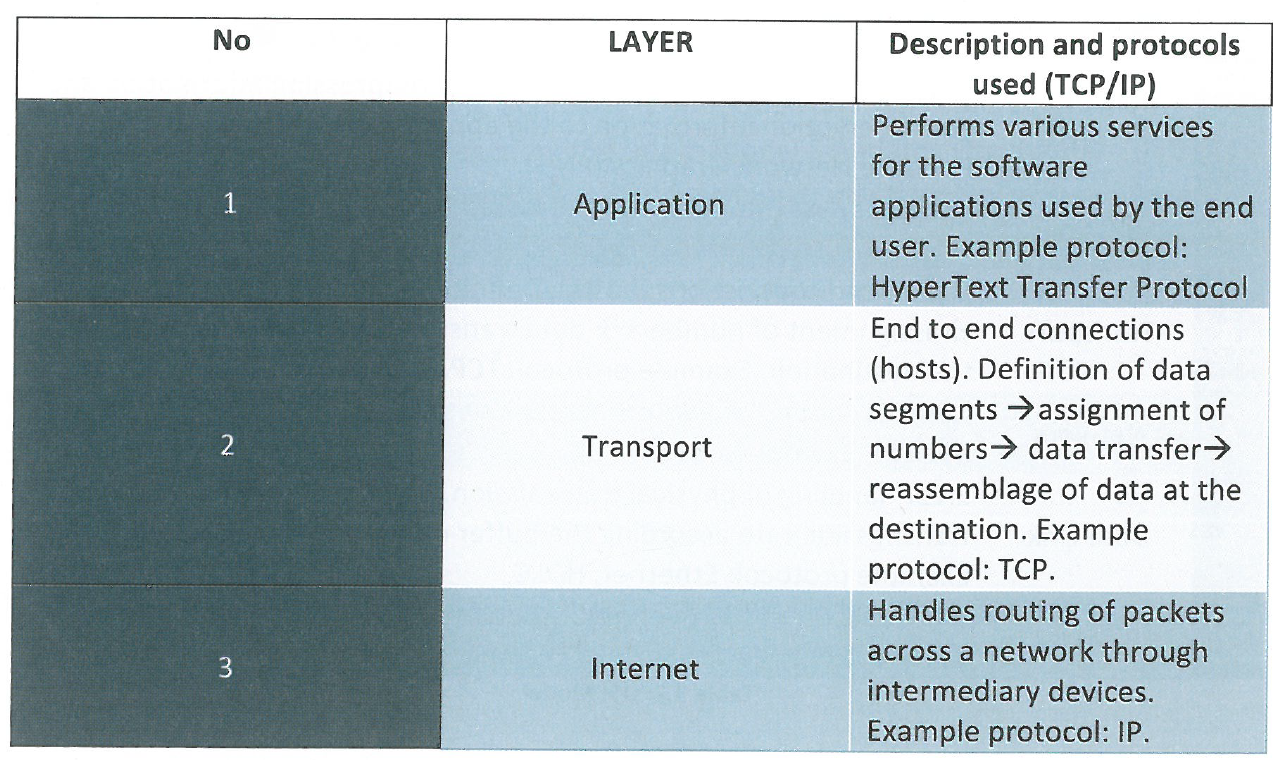 No LAYER Description and protocols
used (TCP/IP)
1 Application Performs various services
for the software
applications used by the end
user. Example protocol:
HyperText Transfer Protocol
2 Transport End to end connections
(hosts). Definition of data
segments →assignment of
numbers→ data transfer→
reassemblage of data at the
destination. Example
protocol: TCP.
3 Internet Handles routing of packets
across a network through
intermediary devices.
Example protocol: IP.